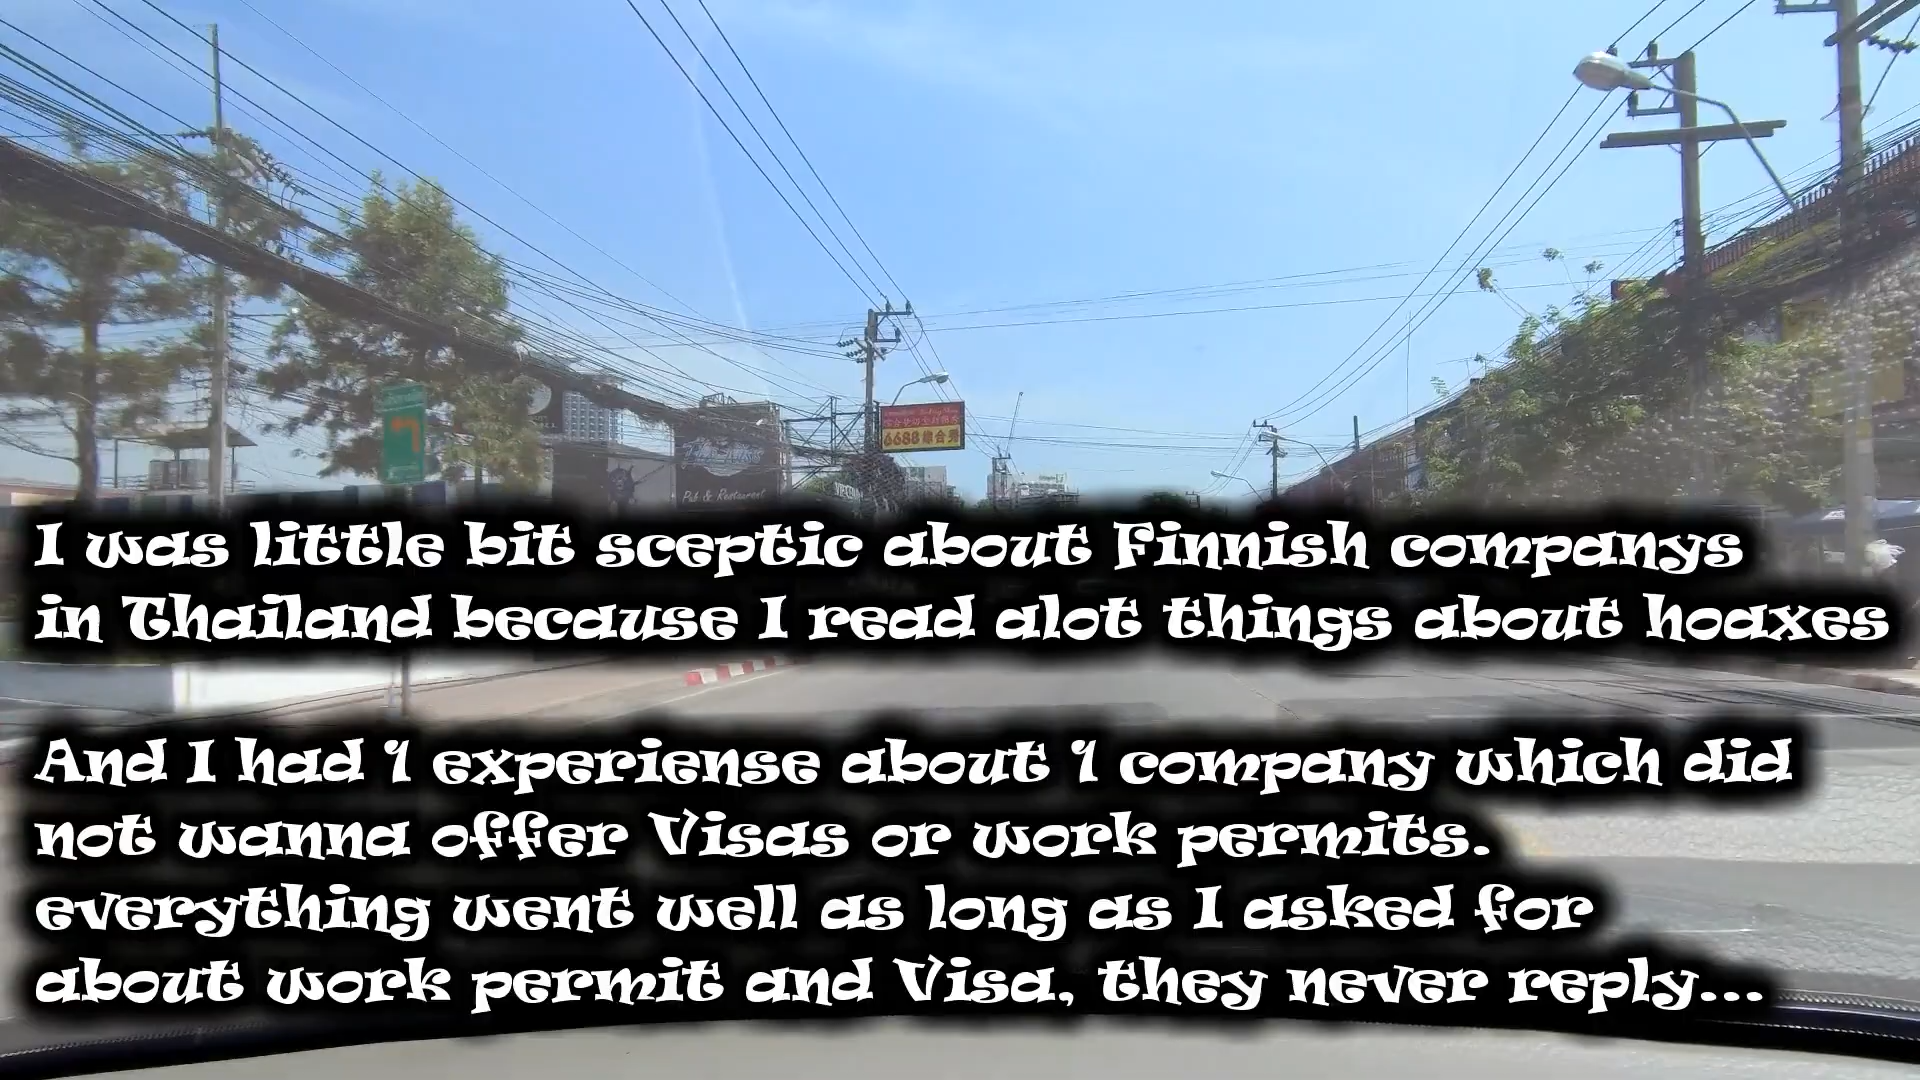 6688
Pub & Restaurant
I was little bit sceptic about Finnish companys
in Thailand because I read alot things about hoaxes
And I had 1 experiense about 1 company which did
not wanna offer Visas or work permits.
everything went well as long as I asked for
about work permit and Visa, they never reply...